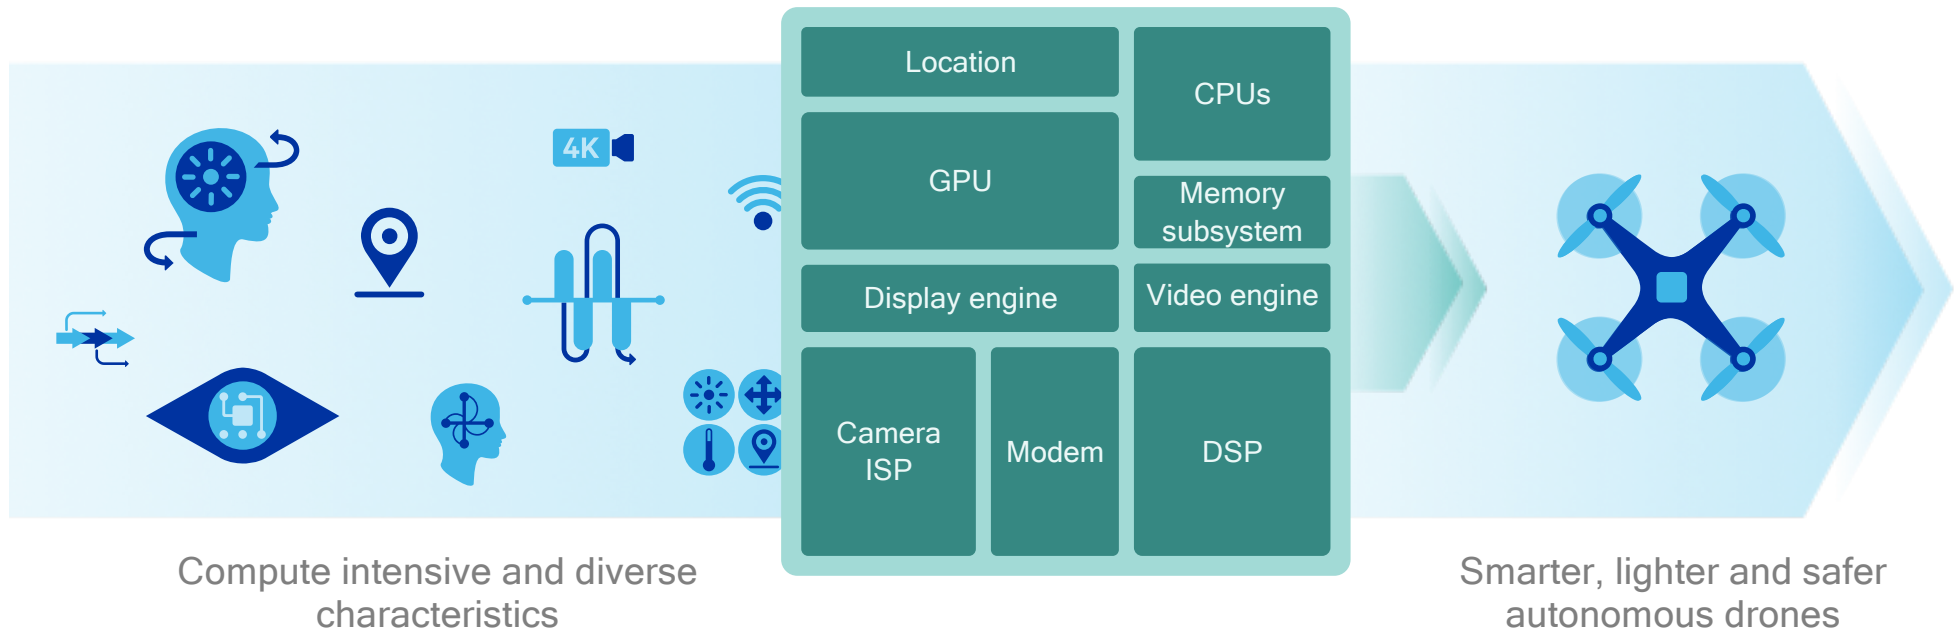 4K
Location
CPUs
GPU
Memory
subsystem
Display engine
Video engine
Camera
ISP
Modem
DSP
Compute intensive and diverse
characteristics
Smarter, lighter and safer
autonomous drones